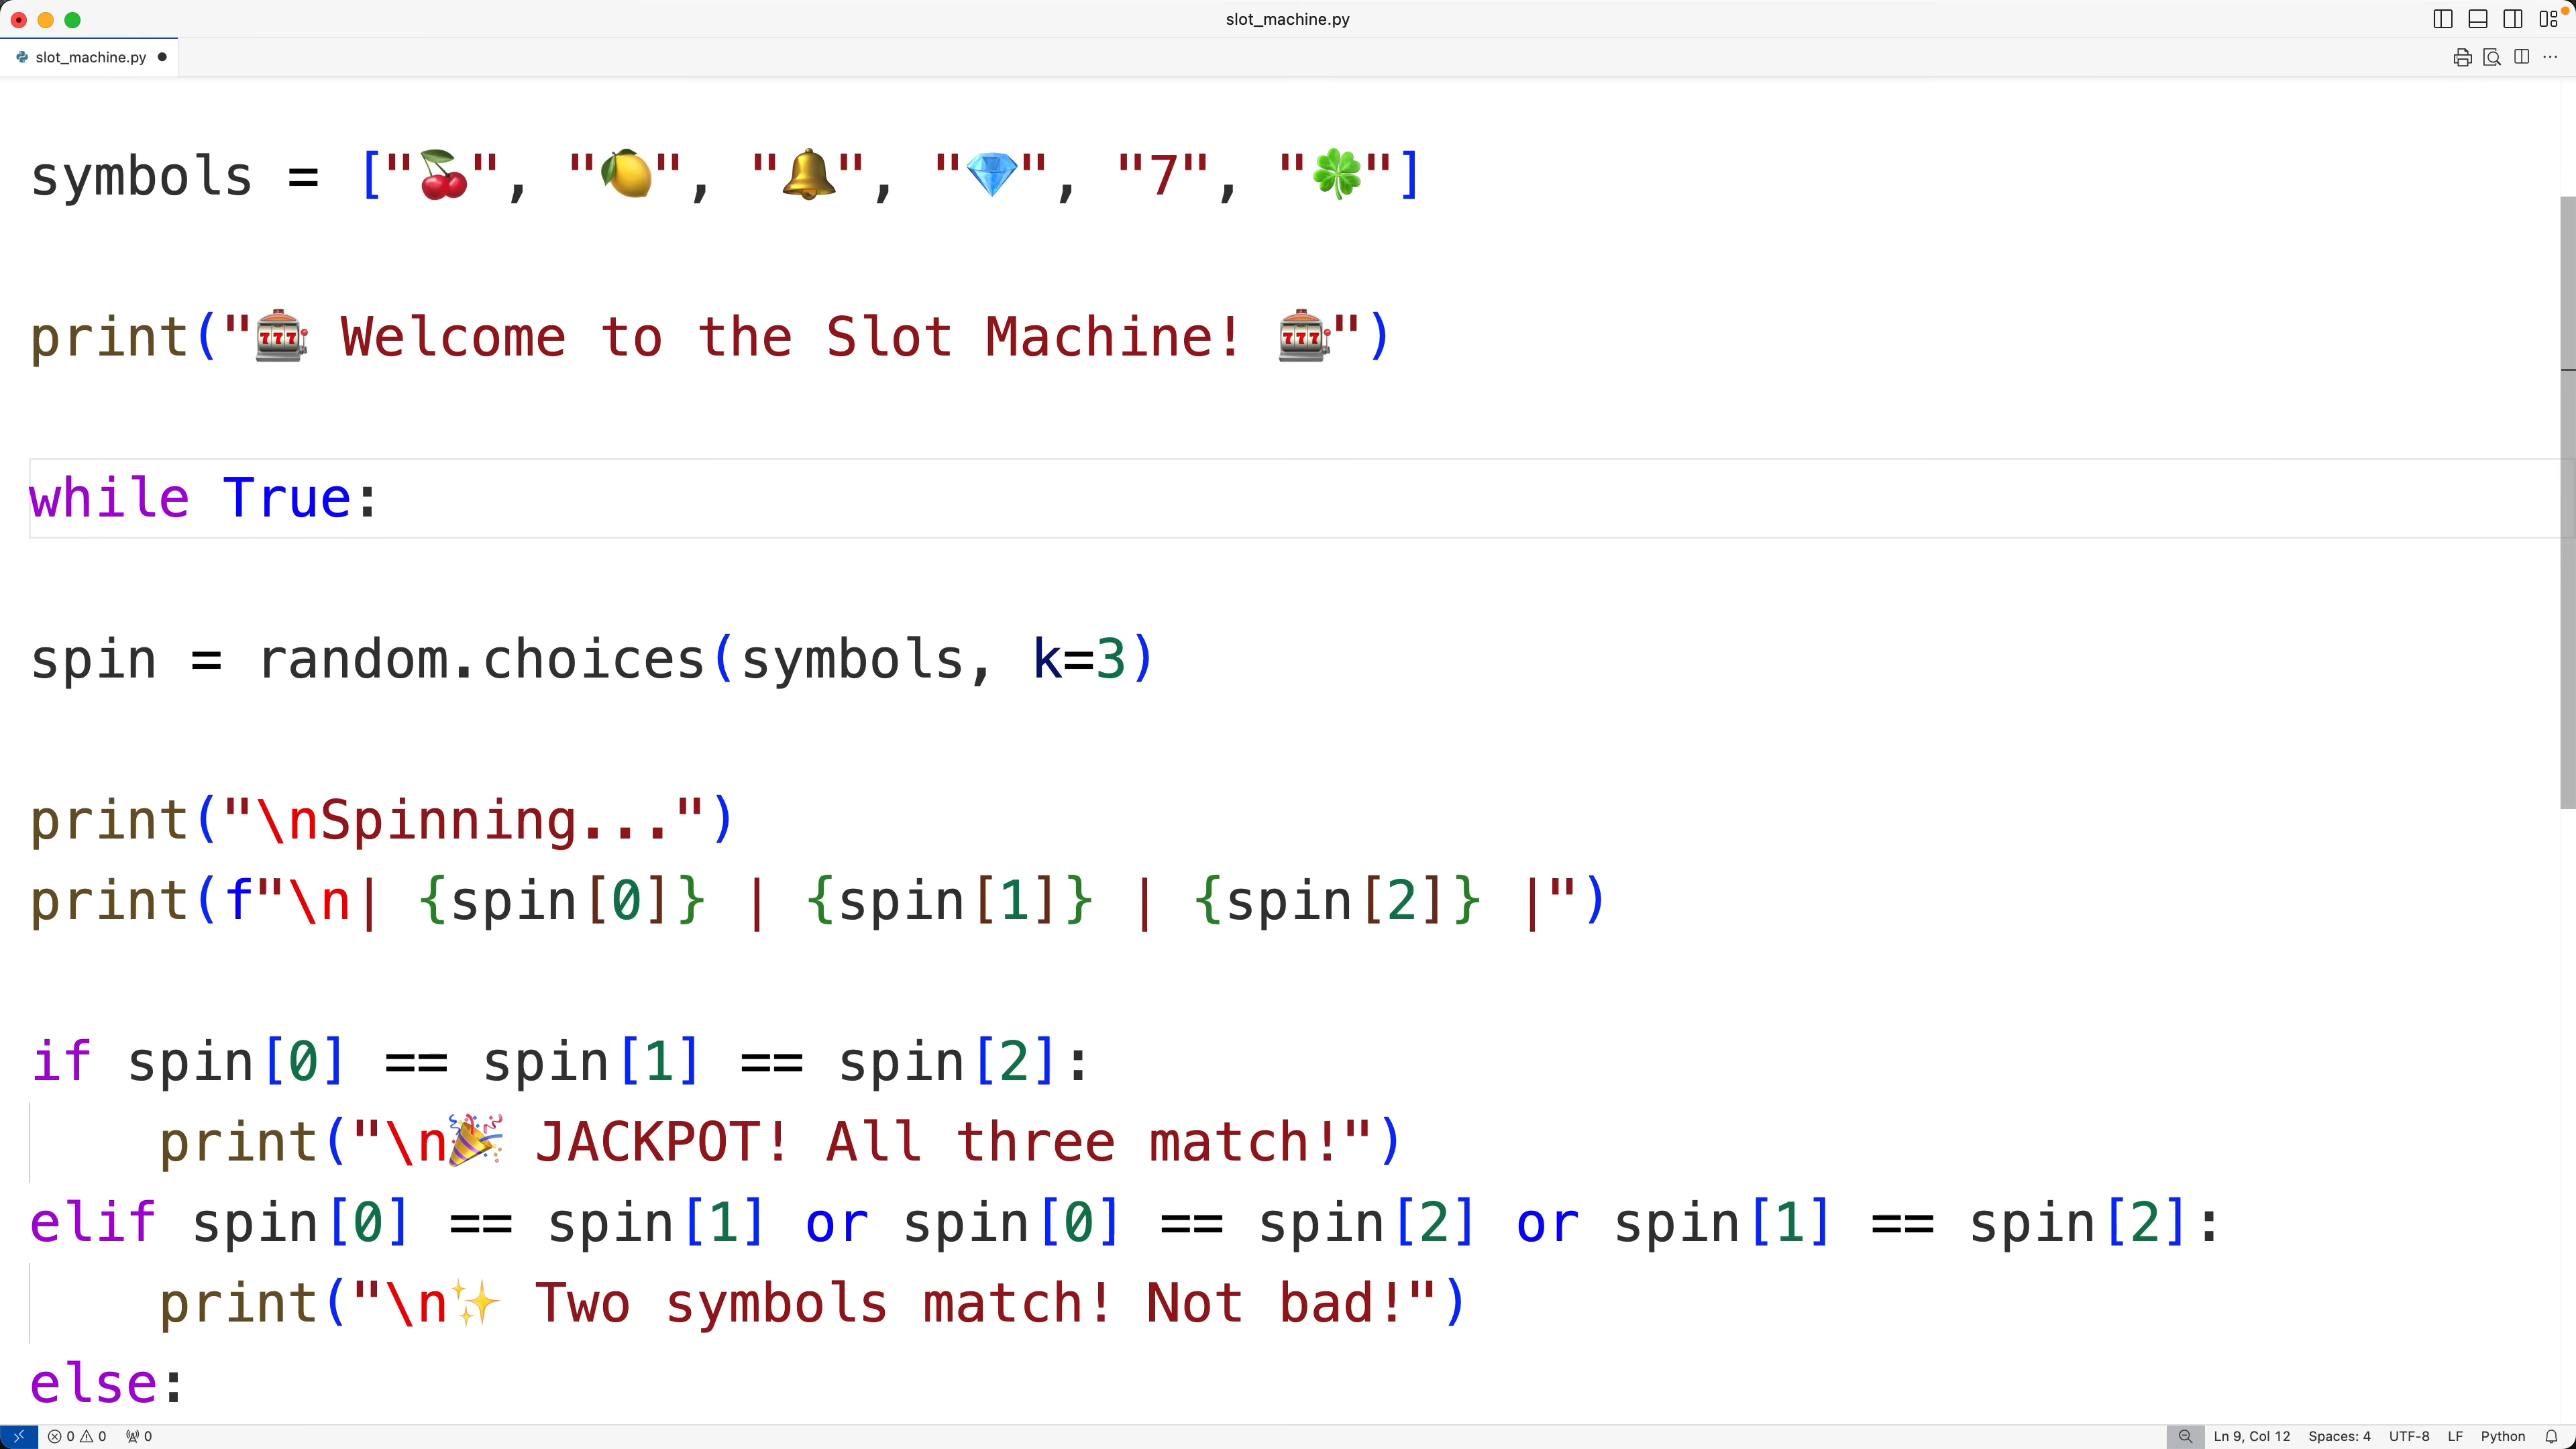 slot_machine.py
slot_machine.py
symbols = ["🍒", "🍋", "🔔", "💎", "7", "🍀"]
print("🎰 Welcome to the Slot Machine! 🎰")
while True:
spin = random.choices(symbols, k=3)
print("\nSpinning...")
print(f"\n| {spin[0]} | {spin[1]} | {spin[2]} |")
if spin[0] == spin[1] == spin[2]:
    print("\n🎉 JACKPOT! All three match!")
elif spin[0] == spin[1] or spin[0] == spin[2] or spin[1] == spin[2]:
    print("\n✨ Two symbols match! Not bad!")
else:
0 0 0 Ln 9, Col 12 Spaces: 4 UTF-8 LF Python